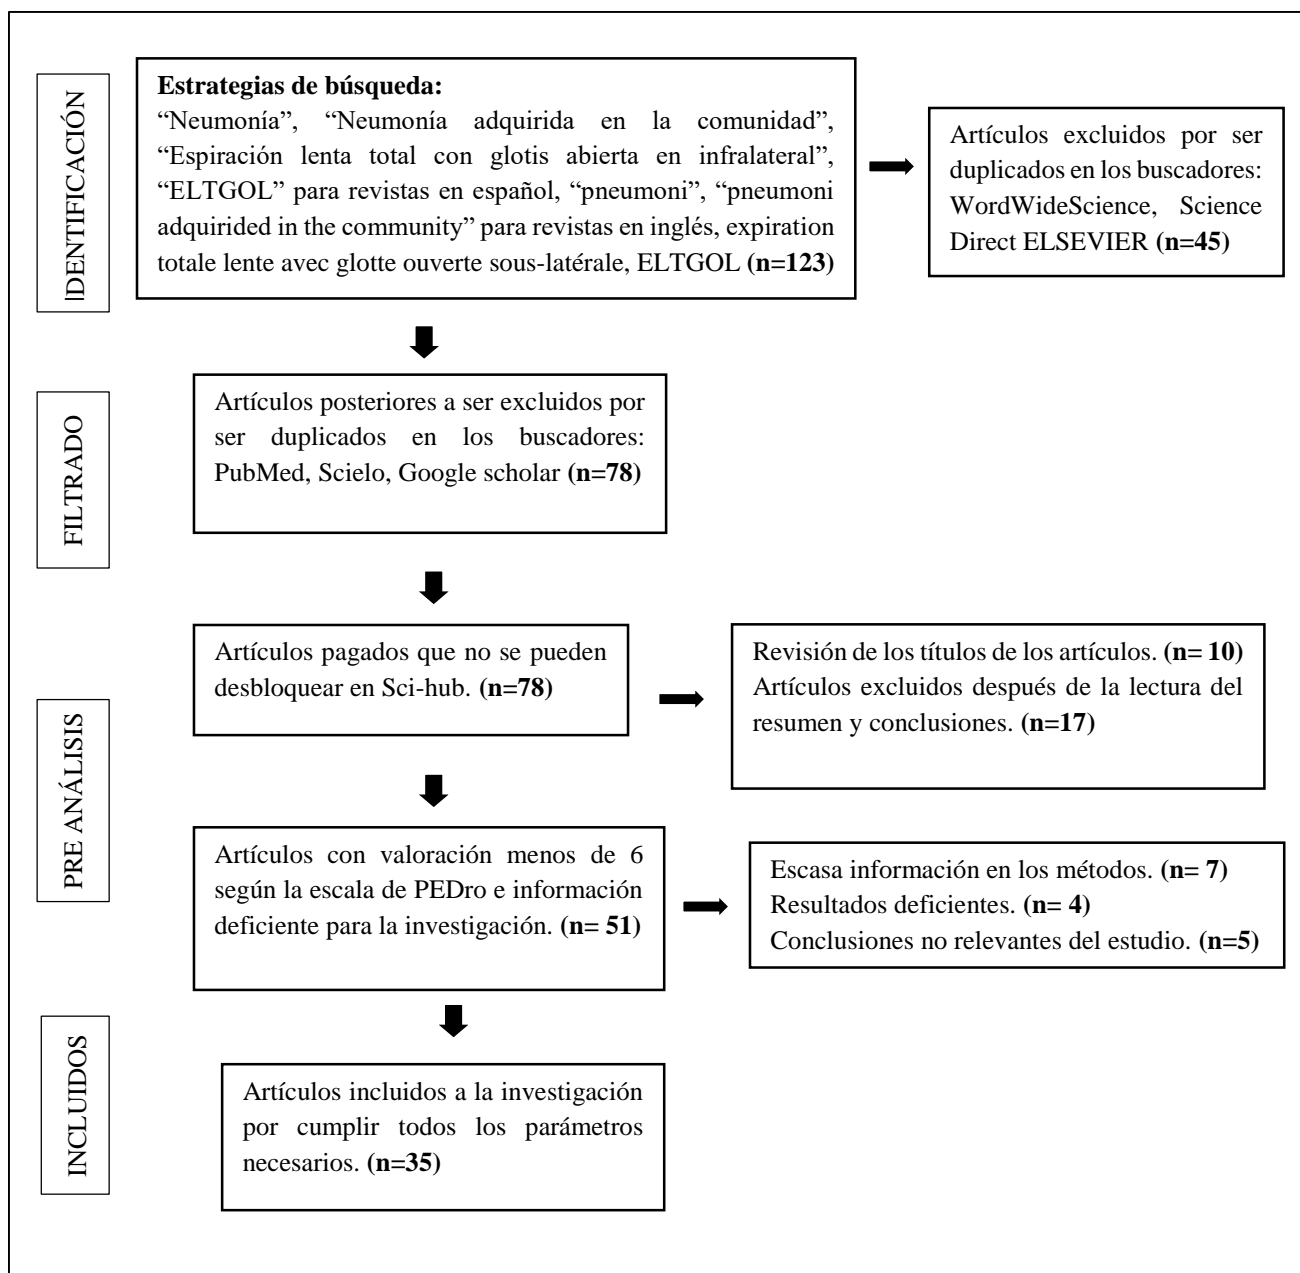 IDENTIFICACIÓN
Estrategias de búsqueda:
“Neumonía”, “Neumonía adquirida en la comunidad”,
“Espiración lenta total con glotis abierta en infralateral”,
“ELTGOL” para revistas en español, “pneumoni”, “pneumoni
adquirided in the community” para revistas en inglés, expiration
totale lente avec glotte ouverte sous-latérale, ELTGOL (n=123)
Artículos excluidos por ser
duplicados en los buscadores:
WordWideScience, Science
Direct ELSEVIER (n=45)
FILTRADO
Artículos posteriores a ser excluidos por
ser duplicados en los buscadores:
PubMed, Scielo, Google scholar (n=78)
PRE ANÁLISIS
Artículos pagados que no se pueden
desbloquear en Sci-hub. (n=78)
Revisión de los títulos de los artículos. (n= 10)
Artículos excluidos después de la lectura del
resumen y conclusiones. (n=17)
Artículos con valoración menos de 6
según la escala de PEDro e información
deficiente para la investigación. (n= 51)
Escasa información en los métodos. (n= 7)
Resultados deficientes. (n= 4)
Conclusiones no relevantes del estudio. (n=5)
INCLUIDOS
Artículos incluidos a la investigación
por cumplir todos los parámetros
necesarios. (n=35)